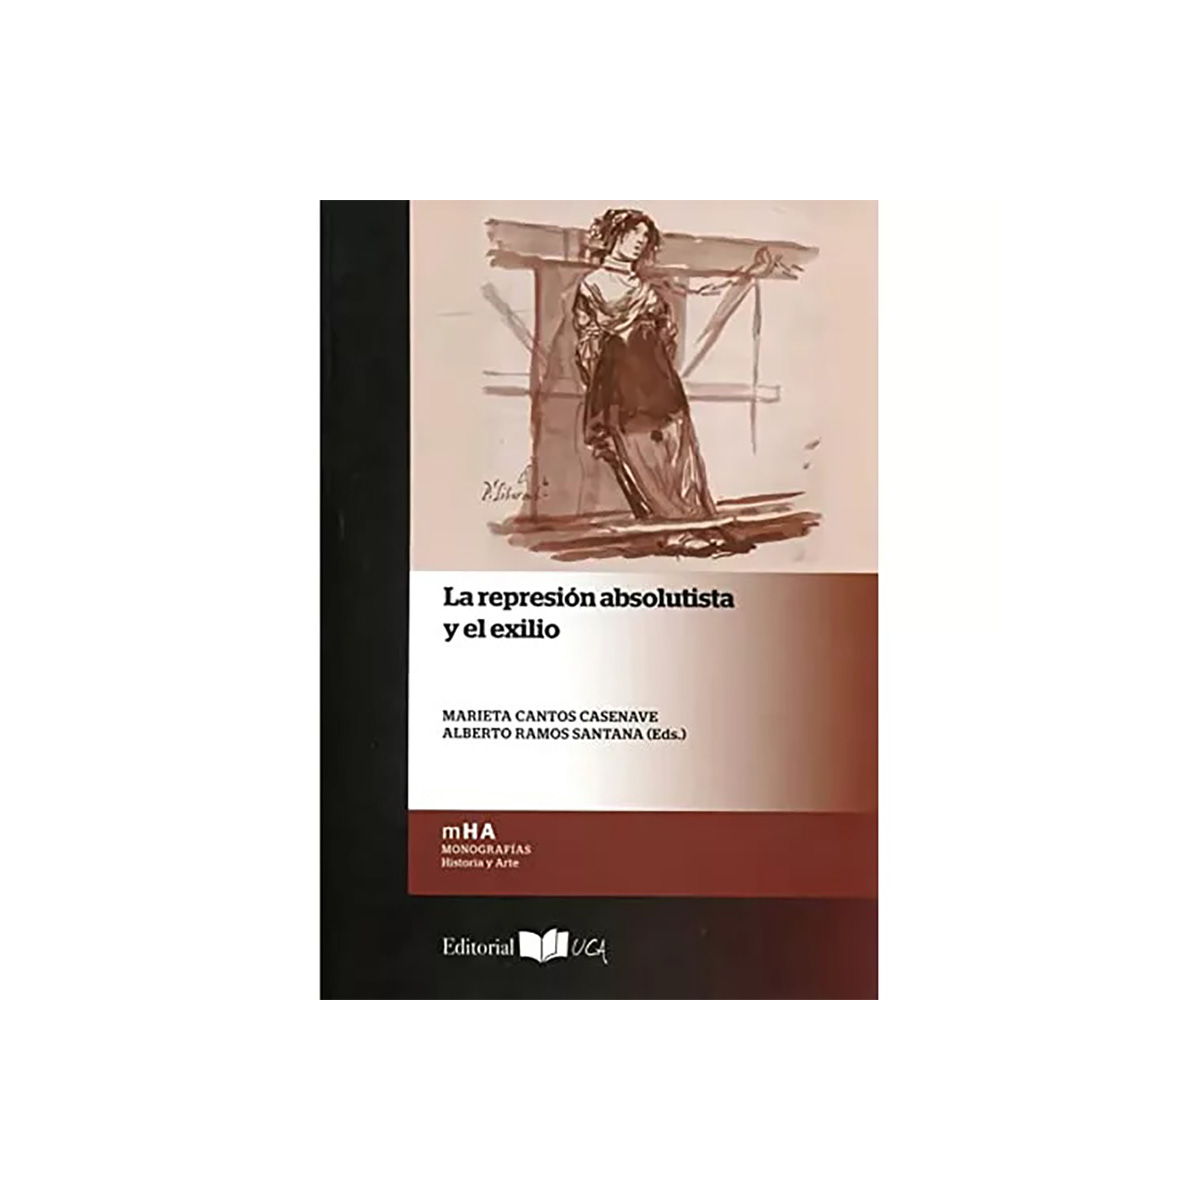 La represión absolutista
y el exilio
MARIETA CANTOS CASENAVE
ALBERTO RAMOS SANTANA (Eds.)
mHA
MONOGRAFÍAS
Historia y Arte
Editorial UCA